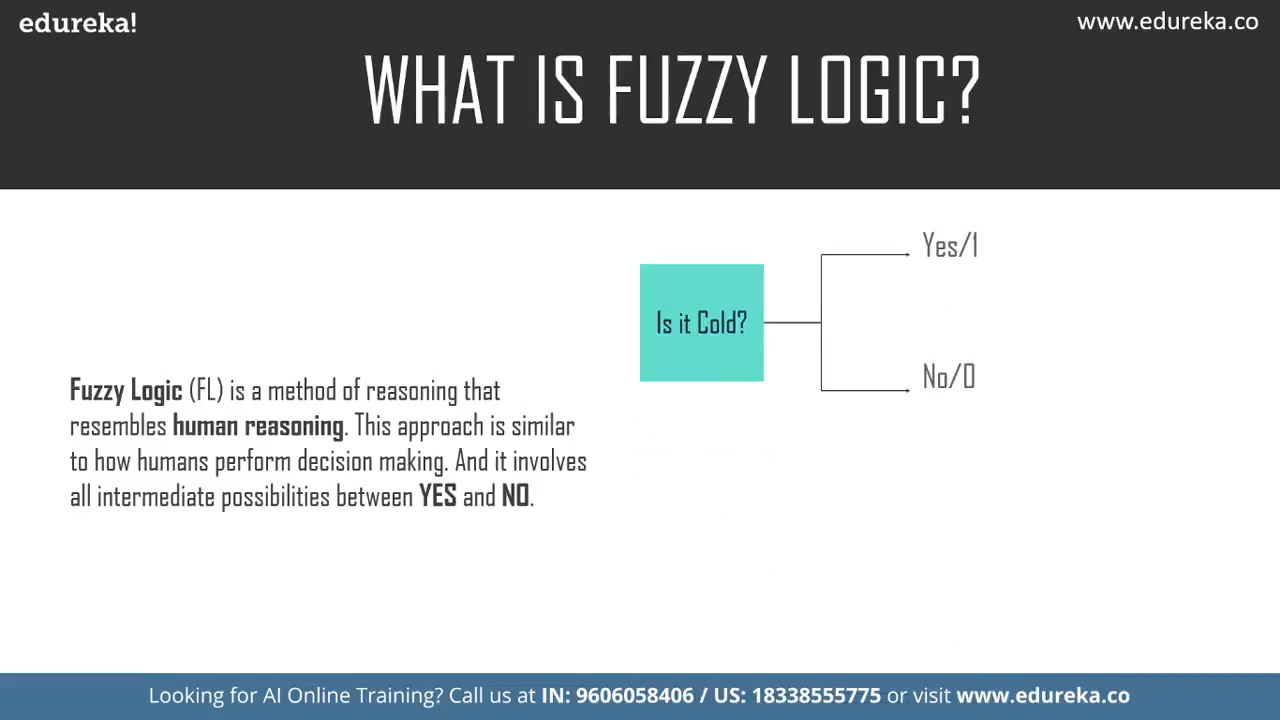 edureka!
www.edureka.co
WHAT IS FUZZY LOGIC?
Yes/1
Is it Cold?
No/0
Fuzzy Logic (FL) is a method of reasoning that
resembles human reasoning. This approach is similar
to how humans perform decision making. And it involves
all intermediate possibilities between YES and NO.
Looking for AI Online Training? Call us at IN: 9606058406 / US: 18338555775 or visit www.edureka.co